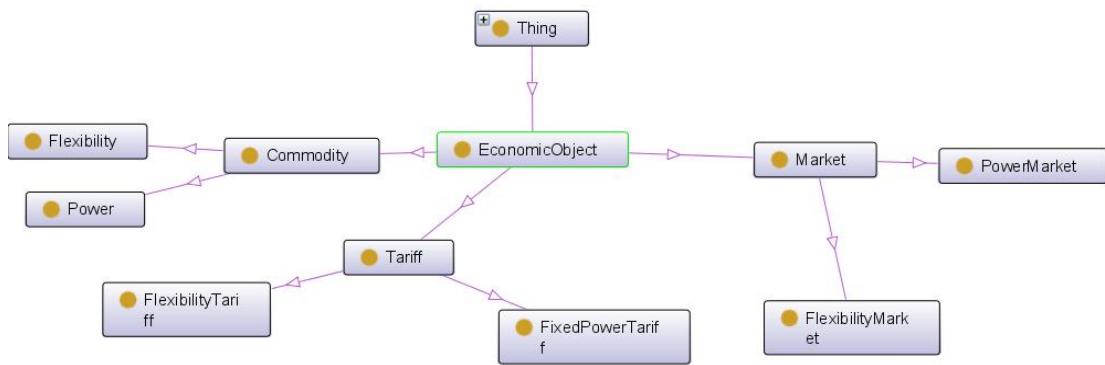 Thing
Flexibility
Commodity
EconomicObject
Market
PowerMarket
Power
Tariff
FlexibilityTari
ff
FixedPowerTarif
f
FlexibilityMark
et